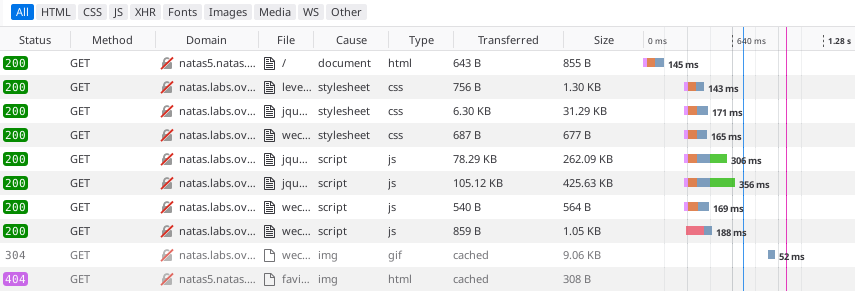 All HTML CSS JS XHR Fonts Images Media WS Other
Status Method Domain File Cause Type Transferred Size 0 ms 640 ms 1.28 s
200 GET natas5.natas.… / document html 643 B 855 B 145 ms
200 GET natas.labs.ov… leve… stylesheet css 756 B 1.30 KB 143 ms
200 GET natas.labs.ov… jqu… stylesheet css 6.30 KB 31.29 KB 171 ms
200 GET natas.labs.ov… wec… stylesheet css 687 B 677 B 165 ms
200 GET natas.labs.ov… jqu… script js 78.29 KB 262.09 KB 306 ms
200 GET natas.labs.ov… jqu… script js 105.12 KB 425.63 KB 356 ms
200 GET natas.labs.ov… wec… script js 540 B 564 B 169 ms
200 GET natas.labs.ov… wec… script js 859 B 1.05 KB 188 ms
304 GET natas.labs.ov… wec… img gif cached 9.06 KB 52 ms
404 GET natas5.natas.… favi… img html cached 308 B